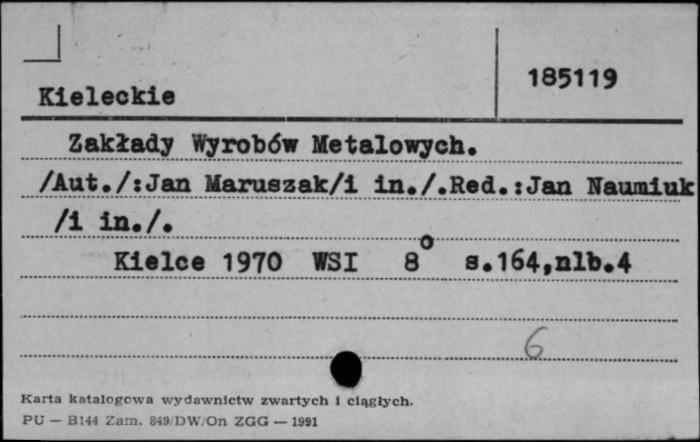 185119
Kieleckie
Zakłady Wyrobów Metalowych.
/Aut./:Jan Maruszak/i in./.Red.:Jan Naumiuk
/i in./.
Kielce 1970 WSI 8° s.164,nlb.4
6
Karta katalogowa wydawnictw zwartych i ciągłych.
PU — B144 Zam. 849/DW/On ZGG — 1991